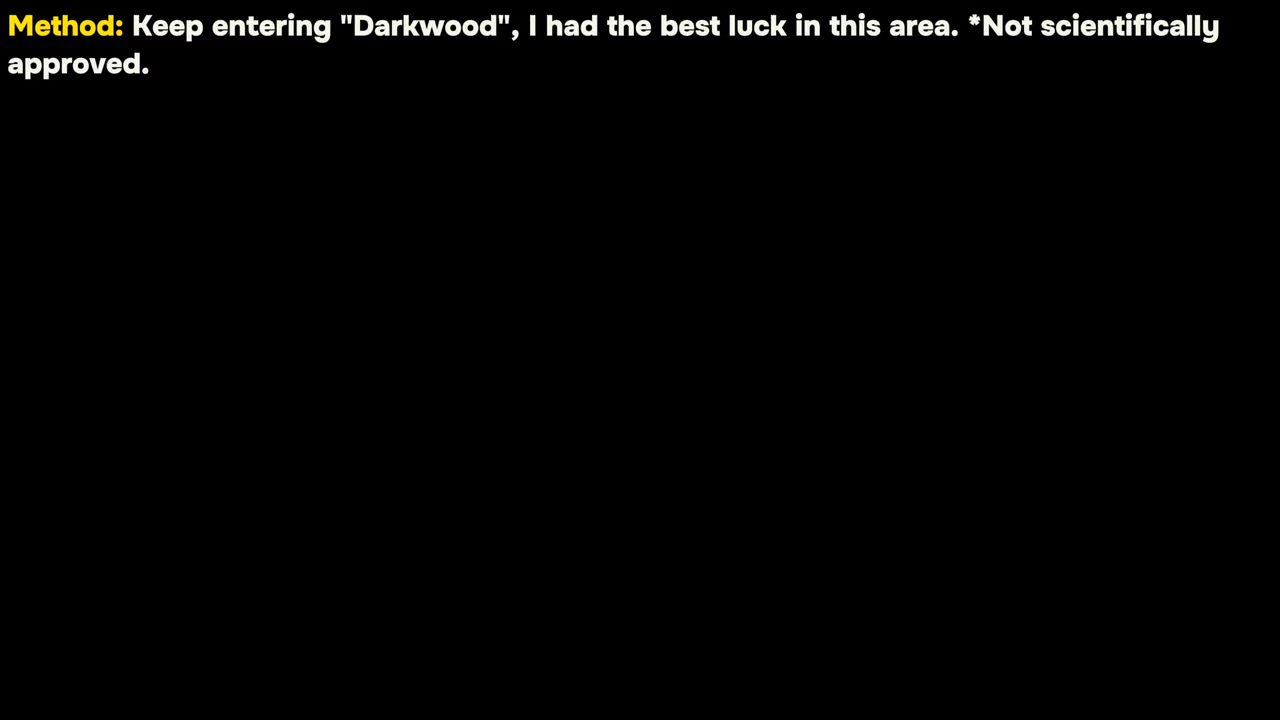 Method: Keep entering "Darkwood", I had the best luck in this area. *Not scientifically
approved.